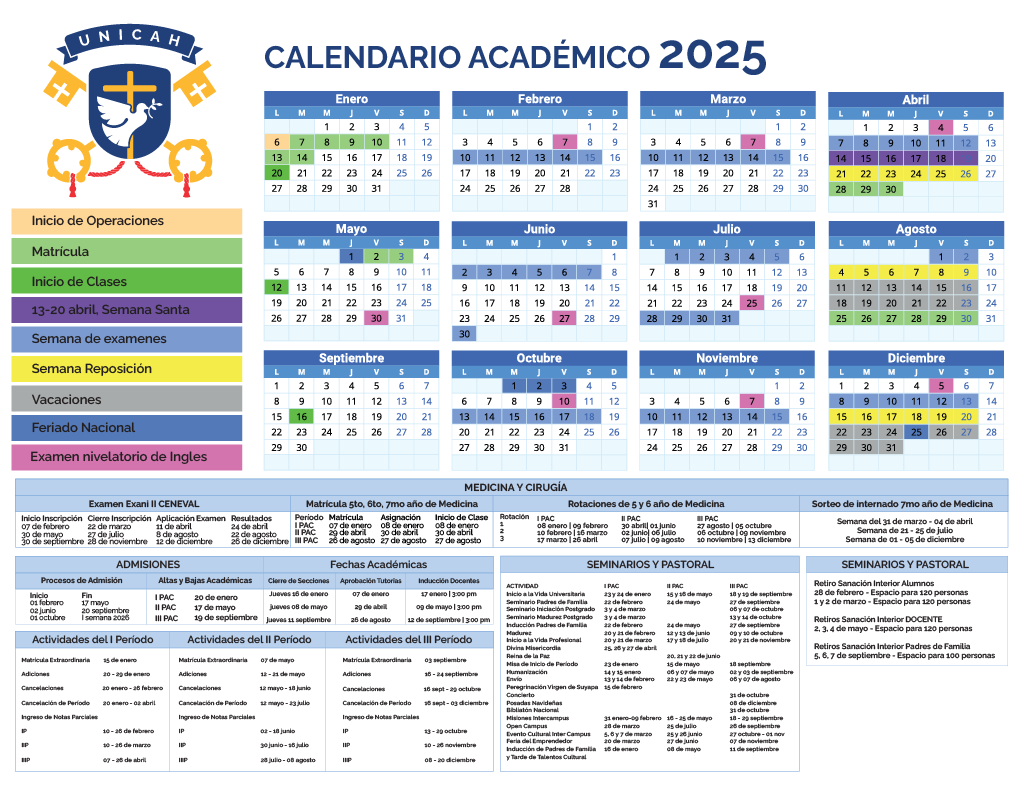 UNICAH
CALENDARIO ACADÉMICO 2025
Inicio de Operaciones
Matrícula
Inicio de Clases
13-20 abril, Semana Santa
Semana de examenes
Semana Reposición
Vacaciones
Feriado Nacional
Examen nivelatorio de Ingles
Enero
L M M J V S D
1 2 3 4 5
6 7 8 9 10 11 12
13 14 15 16 17 18 19
20 21 22 23 24 25 26
27 28 29 30 31
Febrero
L M M J V S D
1 2
3 4 5 6 7 8 9
10 11 12 13 14 15 16
17 18 19 20 21 22 23
24 25 26 27 28
Marzo
L M M J V S D
1 2
3 4 5 6 7 8 9
10 11 12 13 14 15 16
17 18 19 20 21 22 23
24 25 26 27 28 29 30
31
Abril
L M M J V S D
1 2 3 4 5 6
7 8 9 10 11 12 13
14 15 16 17 18 20
21 22 23 24 25 26 27
28 29 30
Mayo
L M M J V S D
1 2 3 4
5 6 7 8 9 10 11
12 13 14 15 16 17 18
19 20 21 22 23 24 25
26 27 28 29 30 31
Junio
L M M J V S D
1
2 3 4 5 6 7 8
9 10 11 12 13 14 15
16 17 18 19 20 21 22
23 24 25 26 27 28 29
30
Julio
L M M J V S D
1 2 3 4 5 6
7 8 9 10 11 12 13
14 15 16 17 18 19 20
21 22 23 24 25 26 27
28 29 30 31
Agosto
L M M J V S D
1 2 3
4 5 6 7 8 9 10
11 12 13 14 15 16 17
18 19 20 21 22 23 24
25 26 27 28 29 30 31
Septiembre
L M M J V S D
1 2 3 4 5 6 7
8 9 10 11 12 13 14
15 16 17 18 19 20 21
22 23 24 25 26 27 28
29 30
Octubre
L M M J V S D
1 2 3 4 5
6 7 8 9 10 11 12
13 14 15 16 17 18 19
20 21 22 23 24 25 26
27 28 29 30 31
Noviembre
L M M J V S D
1 2
3 4 5 6 7 8 9
10 11 12 13 14 15 16
17 18 19 20 21 22 23
24 25 26 27 28 29 30
Diciembre
L M M J V S D
1 2 3 4 5 6 7
8 9 10 11 12 13 14
15 16 17 18 19 20 21
22 23 24 25 26 27 28
29 30 31
MEDICINA Y CIRUGÍA
Examen Exani II CENEVAL
Inicio Inscripción Cierre Inscripción Aplicación Examen Resultados
07 de febrero 22 de marzo 11 de abril 24 de abril
30 de mayo 27 de julio 8 de agosto 22 de agosto
30 de septiembre 28 de noviembre 12 de diciembre 26 de diciembre
Matrícula 5to, 6to, 7mo año de Medicina
Período Matrícula Asignación Inicio de Clase
I PAC 07 de enero 08 de enero 08 de enero
II PAC 29 de abril 30 de abril 30 de abril
III PAC 26 de agosto 27 de agosto 27 de agosto
Rotaciones de 5 y 6 año de Medicina
Rotación I PAC II PAC III PAC
1 08 enero | 09 febrero 30 abril| 01 junio 27 agosto | 05 octubre
2 10 febrero | 16 marzo 02 junio| 06 julio 06 octubre | 09 noviembre
3 17 marzo | 26 abril 07 julio | 09 agosto 10 noviembre | 13 diciembre
Sorteo de internado 7mo año de Medicina
Semana del 31 de marzo - 04 de abril
Semana de 21 - 25 de julio
Semana de 01 - 05 de diciembre
ADMISIONES
Procesos de Admisión
Inicio Fin
01 febrero 17 mayo
02 junio 20 septiembre
01 octubre I semana 2026
Altas y Bajas Académicas
I PAC 20 de enero
II PAC 17 de mayo
III PAC 19 de septiembre
Fechas Académicas
Cierre de Secciones Aprobación Tutorias Inducción Docentes
Jueves 16 de enero 07 de enero 17 enero | 3:00 pm
jueves 08 de mayo 29 de abril 09 de mayo | 3:00 pm
jueves 11 septiembre 26 de agosto 12 de septiembre | 3:00 pm
Actividades del I Período
Matrícula Extraordinaria 15 de enero
Adiciones 20 - 29 de enero
Cancelaciones 20 enero - 26 febrero
Cancelación de Período 20 enero - 02 abril
Ingreso de Notas Parciales
IP 10 - 26 de febrero
IIP 10 - 26 de marzo
IIIP 07 - 26 de abril
Actividades del II Período
Matrícula Extraordinaria 07 de mayo
Adiciones 12 - 21 de mayo
Cancelaciones 12 mayo - 18 junio
Cancelación de Período 12 mayo - 23 julio
Ingreso de Notas Parciales
IP 02 - 18 junio
IIP 30 junio - 16 julio
IIIP 28 julio - 08 agosto
Actividades del III Período
Matrícula Extraordinaria 03 septiembre
Adiciones 16 - 24 septiembre
Cancelaciones 16 sept - 29 octubre
Cancelación de Período 16 sept - 03 diciembre
Ingreso de Notas Parciales
IP 13 - 29 octubre
IIP 10 - 26 noviembre
IIIP 08 - 20 diciembre
SEMINARIOS Y PASTORAL
ACTIVIDAD I PAC II PAC III PAC
Inicio a la Vida Universitaria 23 y 24 de enero 15 y 16 de mayo 18 y 19 de septiembre
Seminario Padres de Familia 22 de febrero 24 de mayo 27 de septiembre
Seminario Iniciación Postgrado 3 y 4 de marzo 06 y 07 de octubre
Seminario Madurez Postgrado 13 y 14 de octubre
Inducción Padres de Familia 22 de febrero 24 de mayo 27 de septiembre
Madurez 20 y 21 de febrero 12 y 13 de junio 09 y 10 de octubre
Inicio a la Vida Profesional 20 y 21 de marzo 17 y 18 de julio 20 y 21 de noviembre
Divina Misericordia 25, 26 y 27 de abril
Reina de la Paz 20, 21 y 22 de junio
Misa de Inicio de Período 23 de enero 15 de mayo 18 septiembre
Humanización 14 y 15 enero 06 y 07 de mayo 02 y 03 de septiembre
Envio 13 y 14 de febrero 22 y 23 de mayo 06 y 07 de septiembre
Peregrinación Virgen de Suyapa 15 de febrero
Concierto 31 de octubre
Posadas Navideñas 08 de diciembre
Bibliatón Nacional 31 de octubre
Misiones Intercampus 31 enero-09 febrero 16 - 25 de mayo 18 - 29 septiembre
Open Campus 28 de marzo 25 de julio 26 de septiembre
Evento Cultural Inter Campus 5, 6 y 7 de marzo 25 y 26 de junio 27 octubre - 01 nov
Feria del Emprendedor 20 de marzo 27 de junio 07 de noviembre
Inducción de Padres de Familia 16 de enero 08 de mayo 11 de septiembre
y Tarde de Talentos Cultural
SEMINARIOS Y PASTORAL
Retiro Sanación Interior Alumnos
28 de febrero - Espacio para 120 personas
1 y 2 de marzo - Espacio para 120 personas
Retiro Sanación Interior DOCENTE
2, 3, 4 de mayo - Espacio para 120 personas
Retiros Sanación Interior Padres de Familia
5, 6, 7 de septiembre - Espacio para 100 personas